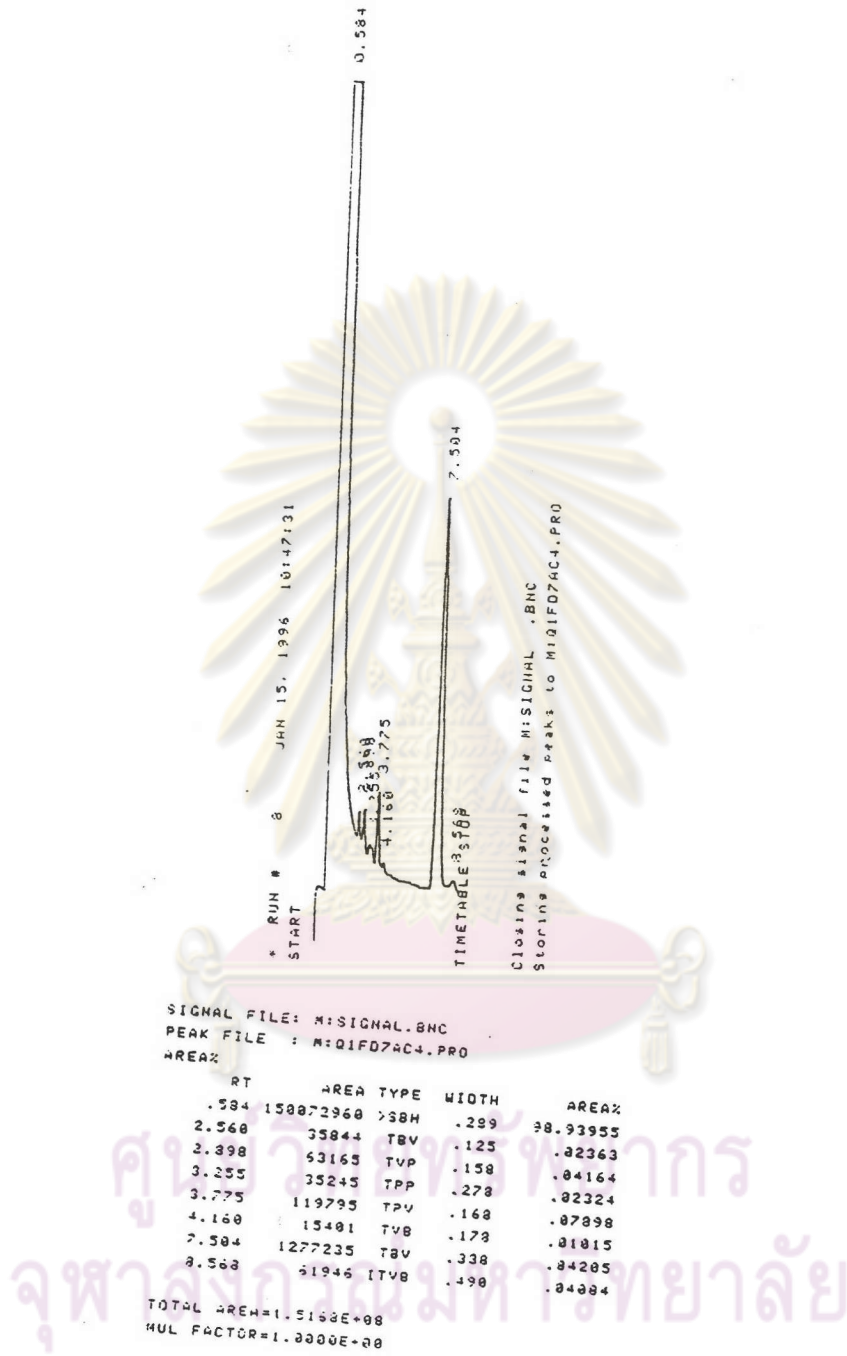 0.584
* RUN # 8 JAN 15, 1996 10:47:31
START
3.775
4.160
7.504
8.568
TIMETABLE STOP
Closing signal file M:SIGNAL .BNC
Storing processed peaks to M:Q1FD7AC4.PRO
SIGNAL FILE: M:SIGNAL.BNC
PEAK FILE : M:Q1FD7AC4.PRO
AREA%
RT AREA TYPE WIDTH AREA%
.584 150072960 >SBH .289 98.93955
2.560 35844 TBV .125 .02363
2.898 63165 TVP .158 .04164
3.255 35245 TPP .278 .02324
3.775 119795 TPV .160 .07898
4.160 15401 TVB .178 .01015
7.504 1277235 TBV .338 .84205
8.568 61946 ITVB .490 .04084
TOTAL AREA=1.5168E+08
MUL FACTOR=1.0000E+00
ศูนย์วิทยทรัพยากร
จุฬาลงกรณ์มหาวิทยาลัย